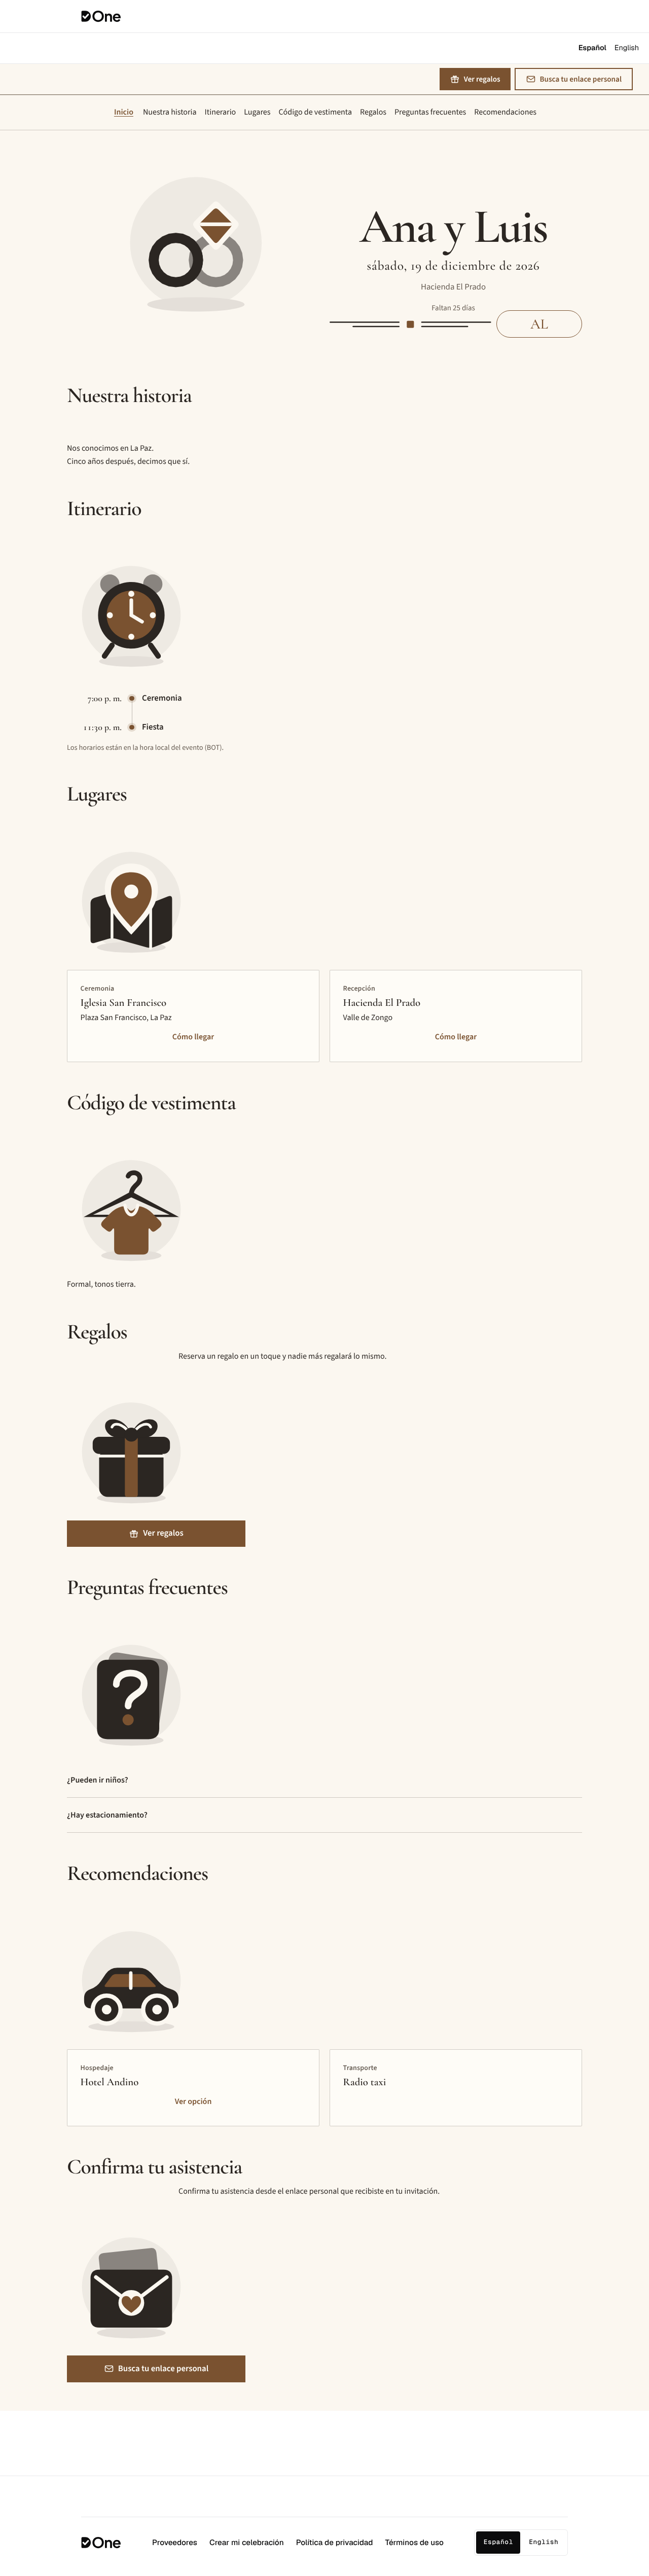 One
Español English
Ver regalos Busca tu enlace personal
Inicio Nuestra historia Itinerario Lugares Código de vestimenta Regalos Preguntas frecuentes Recomendaciones
Ana y Luis
sábado, 19 de diciembre de 2026
Hacienda El Prado
Faltan 25 días
AL
Nuestra historia
Nos conocimos en La Paz.
Cinco años después, decimos que sí.
Itinerario
7:00 p. m. Ceremonia
11:30 p. m. Fiesta
Los horarios están en la hora local del evento (BOT).
Lugares
Ceremonia
Iglesia San Francisco
Plaza San Francisco, La Paz
Cómo llegar
Recepción
Hacienda El Prado
Valle de Zongo
Cómo llegar
Código de vestimenta
Formal, tonos tierra.
Regalos
Reserva un regalo en un toque y nadie más regalará lo mismo.
Ver regalos
Preguntas frecuentes
?
¿Pueden ir niños?
¿Hay estacionamiento?
Recomendaciones
Hospedaje
Hotel Andino
Ver opción
Transporte
Radio taxi
Confirma tu asistencia
Confirma tu asistencia desde el enlace personal que recibiste en tu invitación.
Busca tu enlace personal
One
Proveedores Crear mi celebración Política de privacidad Términos de uso
Español English